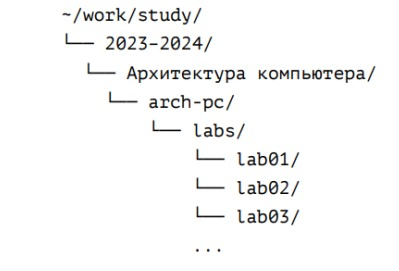 ~/work/study/
└── 2023–2024/
└── Архитектура компьютера/
└── arch-pc/
└── labs/
└── lab01/
└── lab02/
└── lab03/
...